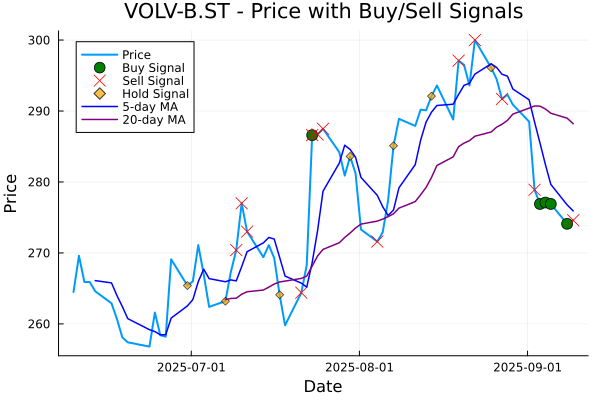 VOLV-B.ST - Price with Buy/Sell Signals
Price
Buy Signal
Sell Signal
Hold Signal
5-day MA
20-day MA
300
290
280
270
260
Price
2025-07-01
2025-08-01
2025-09-01
Date